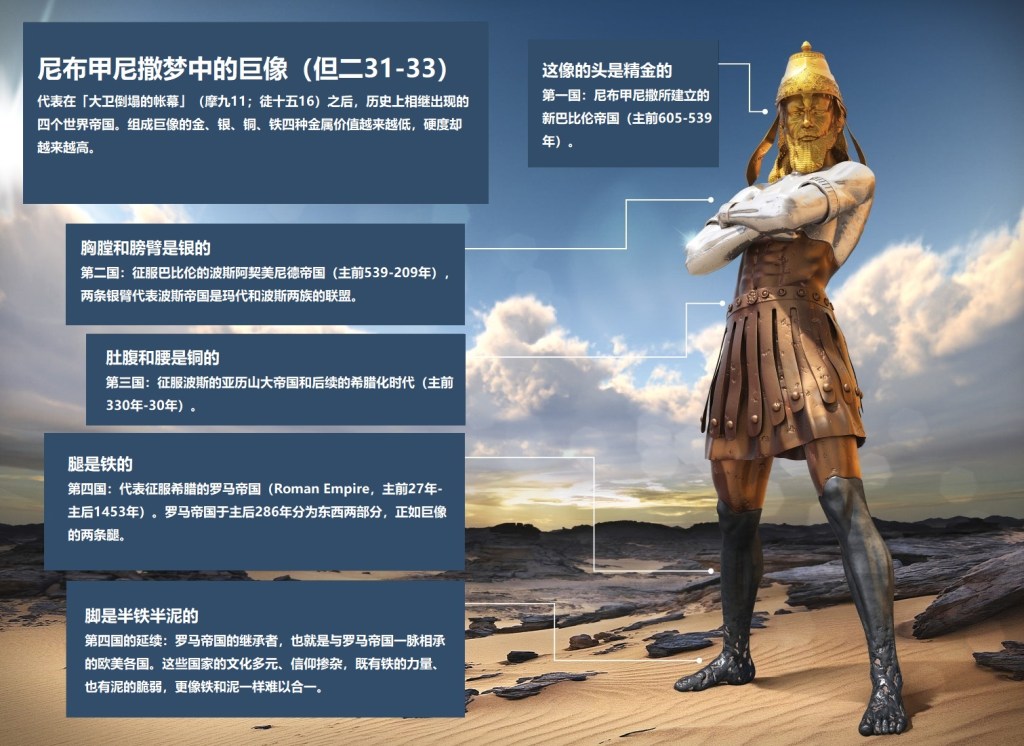 尼布甲尼撒梦中的巨像（但二31-33）
代表在「大卫倒塌的帐幕」（摩九11；徒十五16）之后，历史上相继出现的
四个世界帝国。组成巨像的金、银、铜、铁四种金属价值越来越低，硬度却
越来越高。
这像的头是精金的
第一国：尼布甲尼撒所建立的
新巴比伦帝国（主前605-539
年）。
胸膛和膀臂是银的
第二国：征服巴比伦的波斯阿契美尼德帝国（主前539-209年），
两条银臂代表波斯帝国是玛代和波斯两族的联盟。
肚腹和腰是铜的
第三国：征服波斯的亚历山大帝国和后续的希腊化时代（主前
330年-30年）。
腿是铁的
第四国：代表征服希腊的罗马帝国（Roman Empire，主前27年-
主后1453年）。罗马帝国于主后286年分为东西两部分，正如巨像
的两条腿。
脚是半铁半泥的
第四国的延续：罗马帝国的继承者，也就是与罗马帝国一脉相承
的欧美各国。这些国家的文化多元、信仰掺杂，既有铁的力量、
也有泥的脆弱，更像铁和泥一样难以合一。